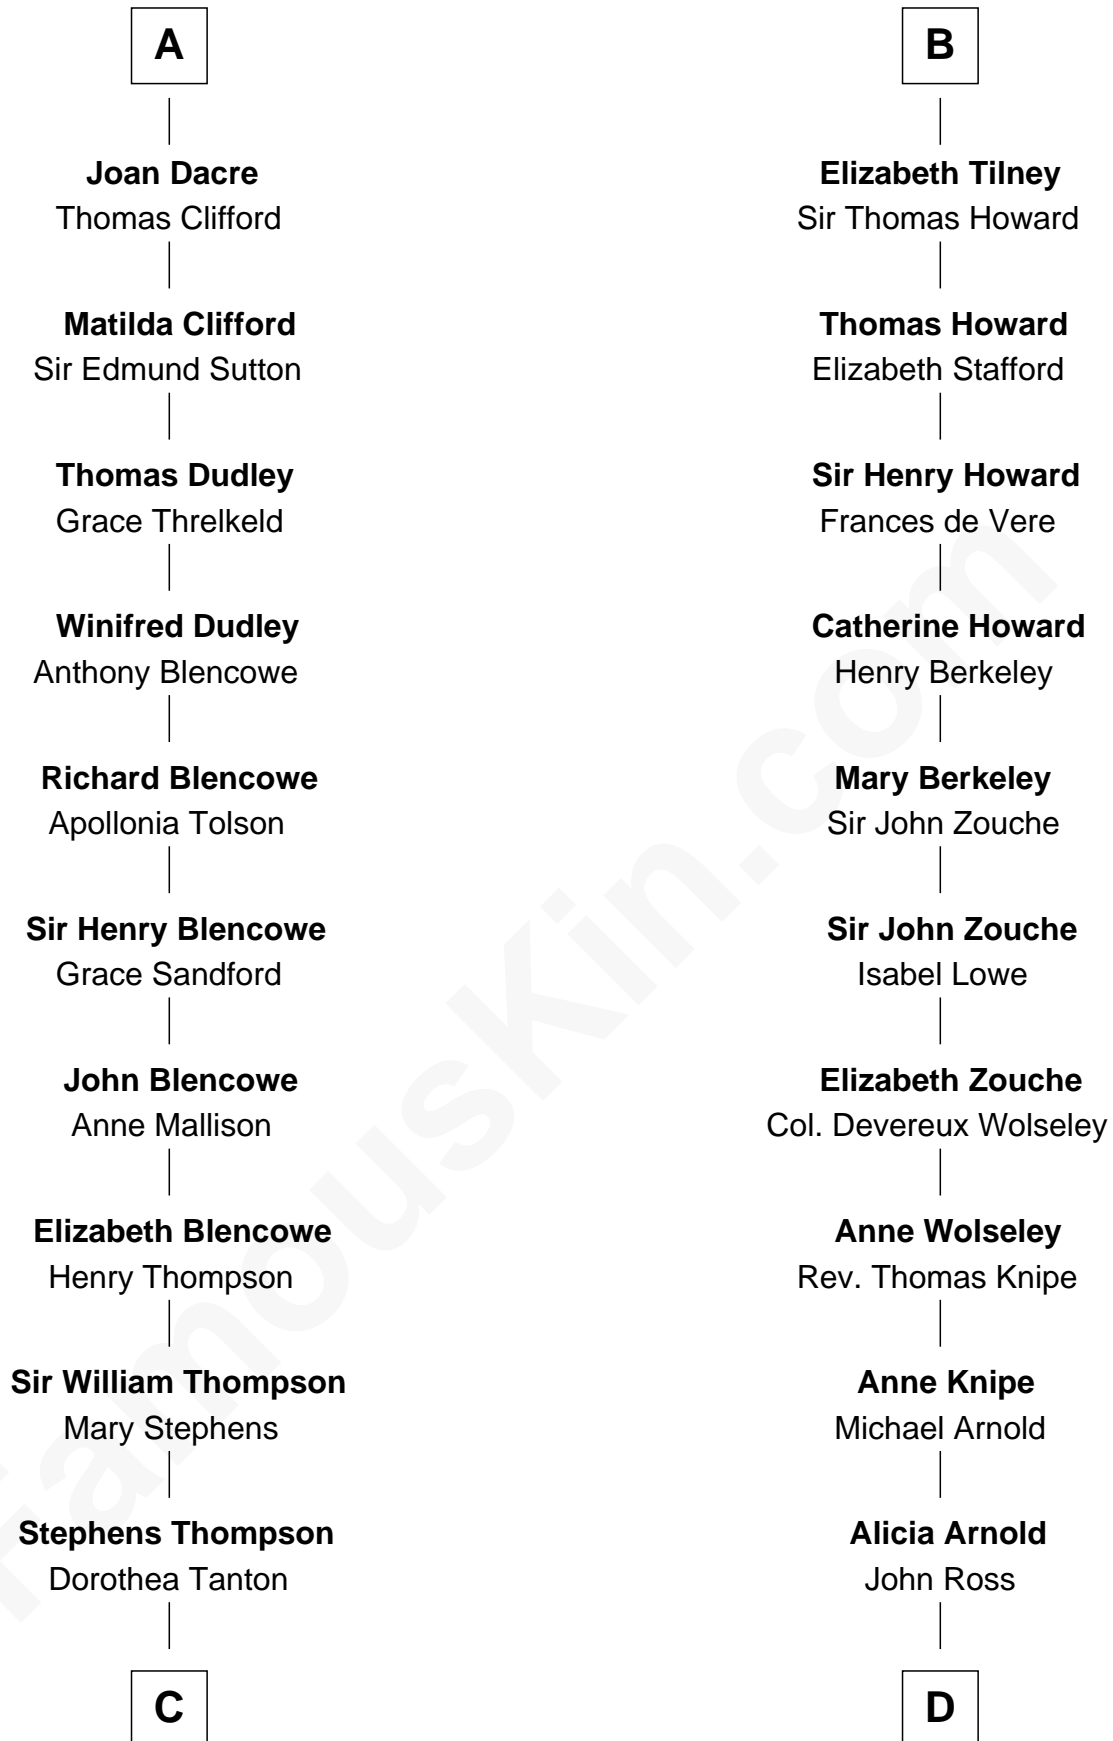 A
Joan Dacre
Thomas Clifford
Matilda Clifford
Sir Edmund Sutton
Thomas Dudley
Grace Threlkeld
Winifred Dudley
Anthony Blencowe
Richard Blencowe
Apollonia Tolson
Sir Henry Blencowe
Grace Sandford
John Blencowe
Anne Mallison
Elizabeth Blencowe
Henry Thompson
Sir William Thompson
Mary Stephens
Stephens Thompson
Dorothea Tanton
C
B
Elizabeth Tilney
Sir Thomas Howard
Thomas Howard
Elizabeth Stafford
Sir Henry Howard
Frances de Vere
Catherine Howard
Henry Berkeley
Mary Berkeley
Sir John Zouche
Sir John Zouche
Isabel Lowe
Elizabeth Zouche
Col. Devereux Wolseley
Anne Wolseley
Rev. Thomas Knipe
Anne Knipe
Michael Arnold
Alicia Arnold
John Ross
D
FamousKin.com